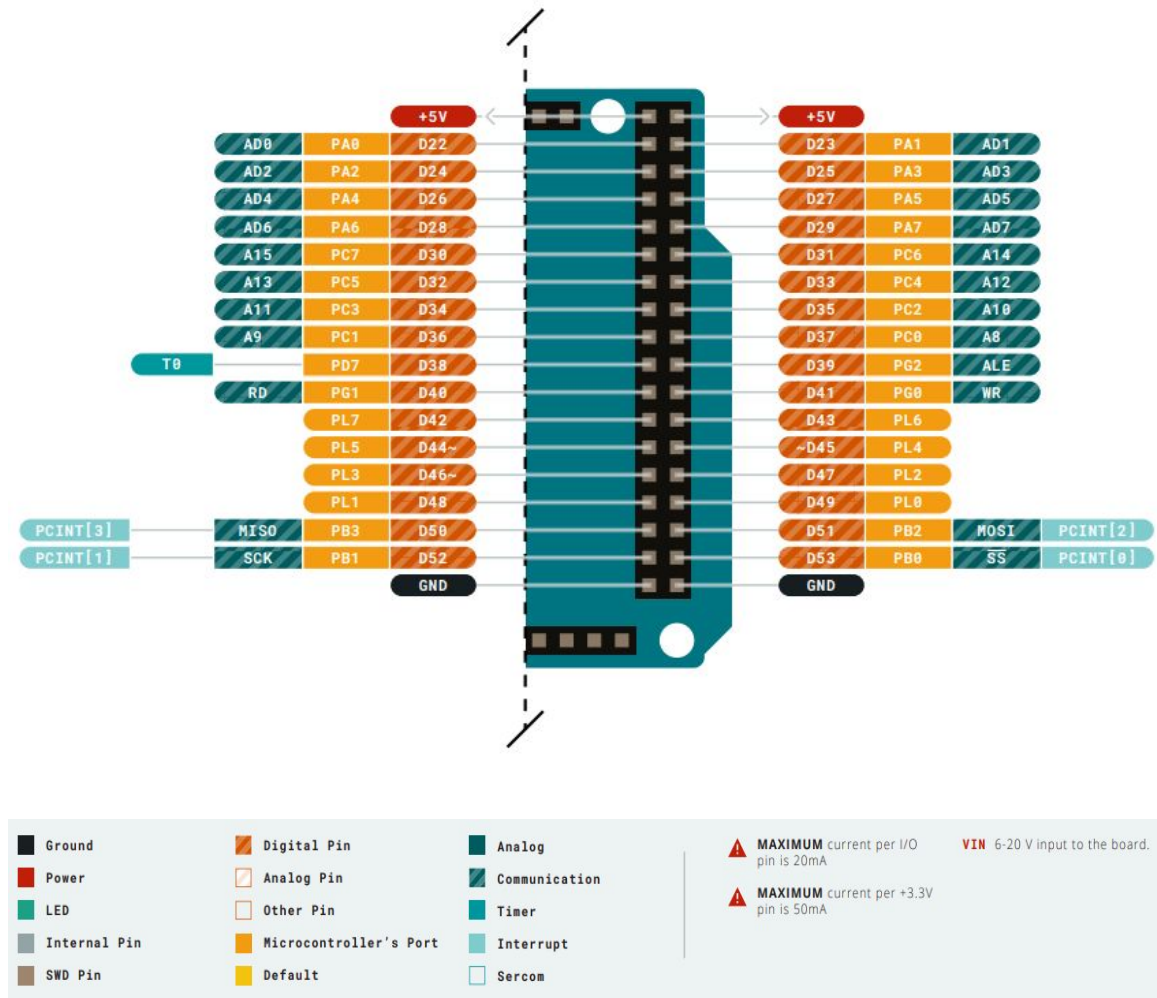 +5V +5V
AD0 PA0 D22 D23 PA1 AD1
AD2 PA2 D24 D25 PA3 AD3
AD4 PA4 D26 D27 PA5 AD5
AD6 PA6 D28 D29 PA7 AD7
A15 PC7 D30 D31 PC6 A14
A13 PC5 D32 D33 PC4 A12
A11 PC3 D34 D35 PC2 A10
A9 PC1 D36 D37 PC0 A8
T0 PD7 D38 D39 PG2 ALE
RD PG1 D40 D41 PG0 WR
PL7 D42 D43 PL6
PL5 D44~ ~D45 PL4
PL3 D46~ D47 PL2
PL1 D48 D49 PL0
PCINT[3] MISO PB3 D50 D51 PB2 MOSI PCINT[2]
PCINT[1] SCK PB1 D52 D53 PB0 S̅S̅ PCINT[0]
GND GND
Ground
Power
LED
Internal Pin
SWD Pin
Digital Pin
Analog Pin
Other Pin
Microcontroller's Port
Default
Analog
Communication
Timer
Interrupt
Sercom
MAXIMUM current per I/O
pin is 20mA
MAXIMUM current per +3.3V
pin is 50mA
VIN 6-20 V input to the board.